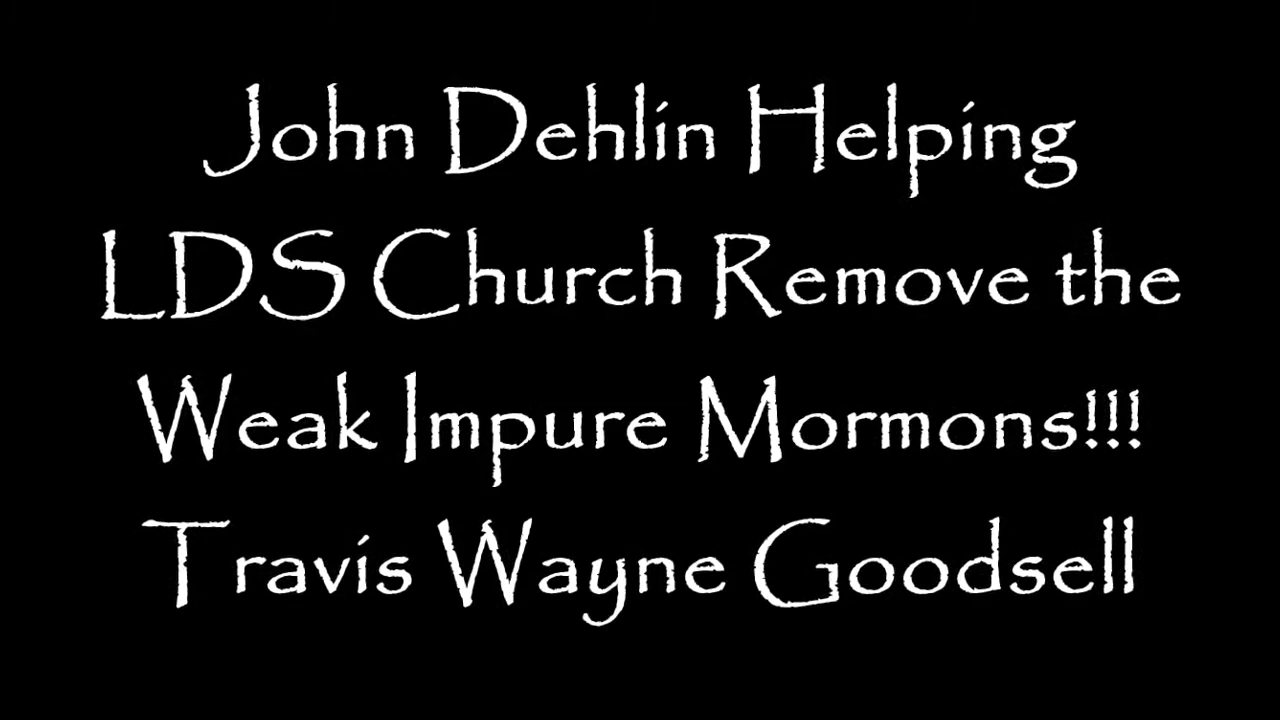 John Dehlin Helping
LDS Church Remove the
Weak Impure Mormons!!!
Travis Wayne Goodsell